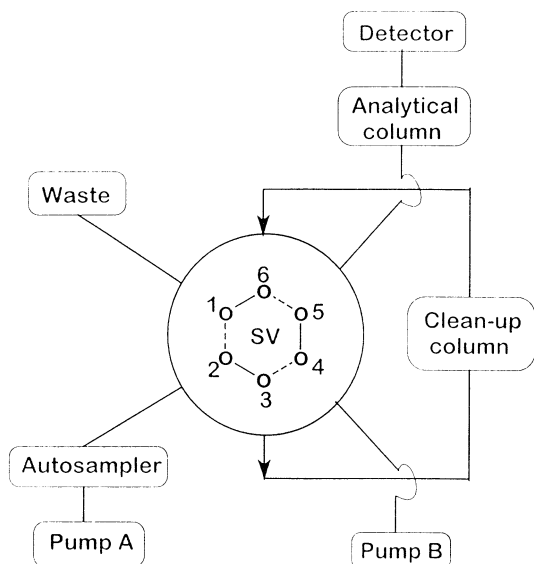 Detector
Analytical
column
Waste
6
1
5
SV
2
4
3
Clean-up
column
Autosampler
Pump A
Pump B